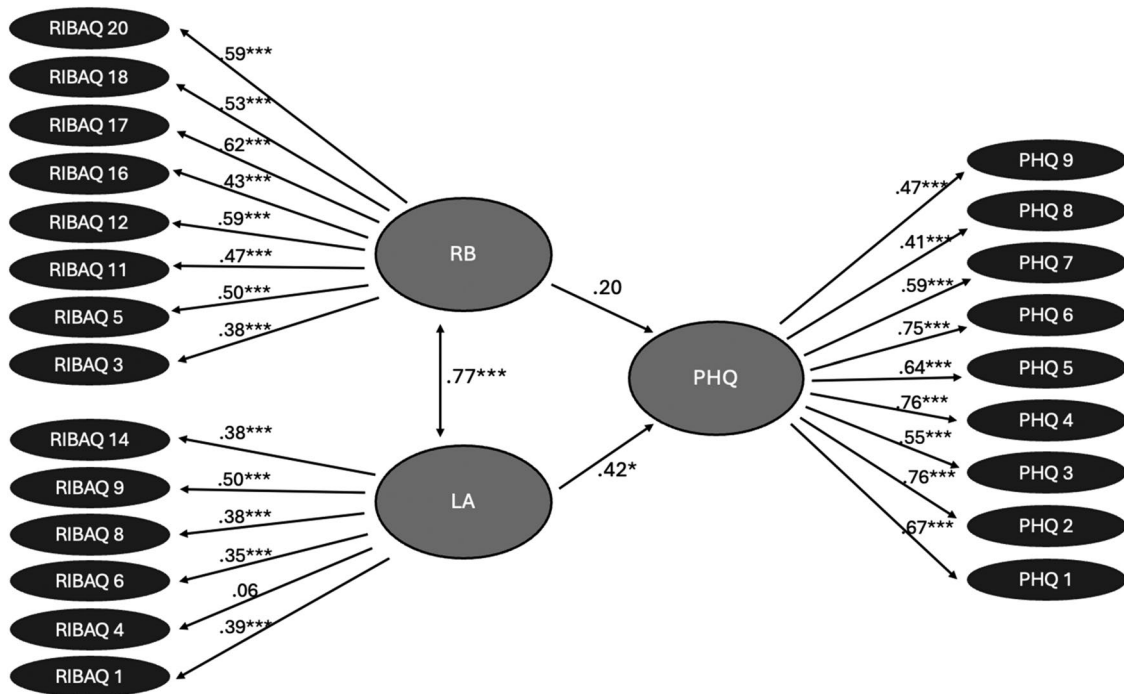 RIBAQ 20
RIBAQ 18
RIBAQ 17
RIBAQ 16
RIBAQ 12
RIBAQ 11
RIBAQ 5
RIBAQ 3
.59***
.53***
.62***
.43***
.59***
.47***
.50***
.38***
RB
.20
.77***
RIBAQ 14
RIBAQ 9
RIBAQ 8
RIBAQ 6
RIBAQ 4
RIBAQ 1
.38***
.50***
.38***
.35***
.06
.39***
LA
.42*
PHQ
.47***
.41***
.59***
.75***
.64***
.76***
.55***
.76***
.67***
PHQ 9
PHQ 8
PHQ 7
PHQ 6
PHQ 5
PHQ 4
PHQ 3
PHQ 2
PHQ 1